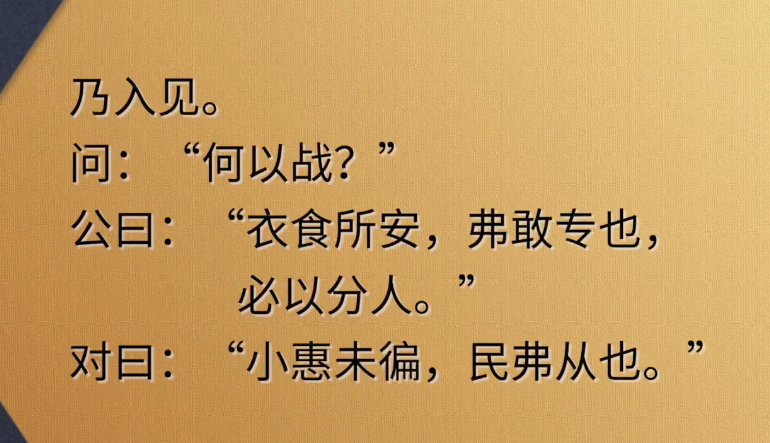 乃入见。
问：“何以战？”
公曰：“衣食所安，弗敢专也，
必以分人。”
对曰：“小惠未徧，民弗从也。”